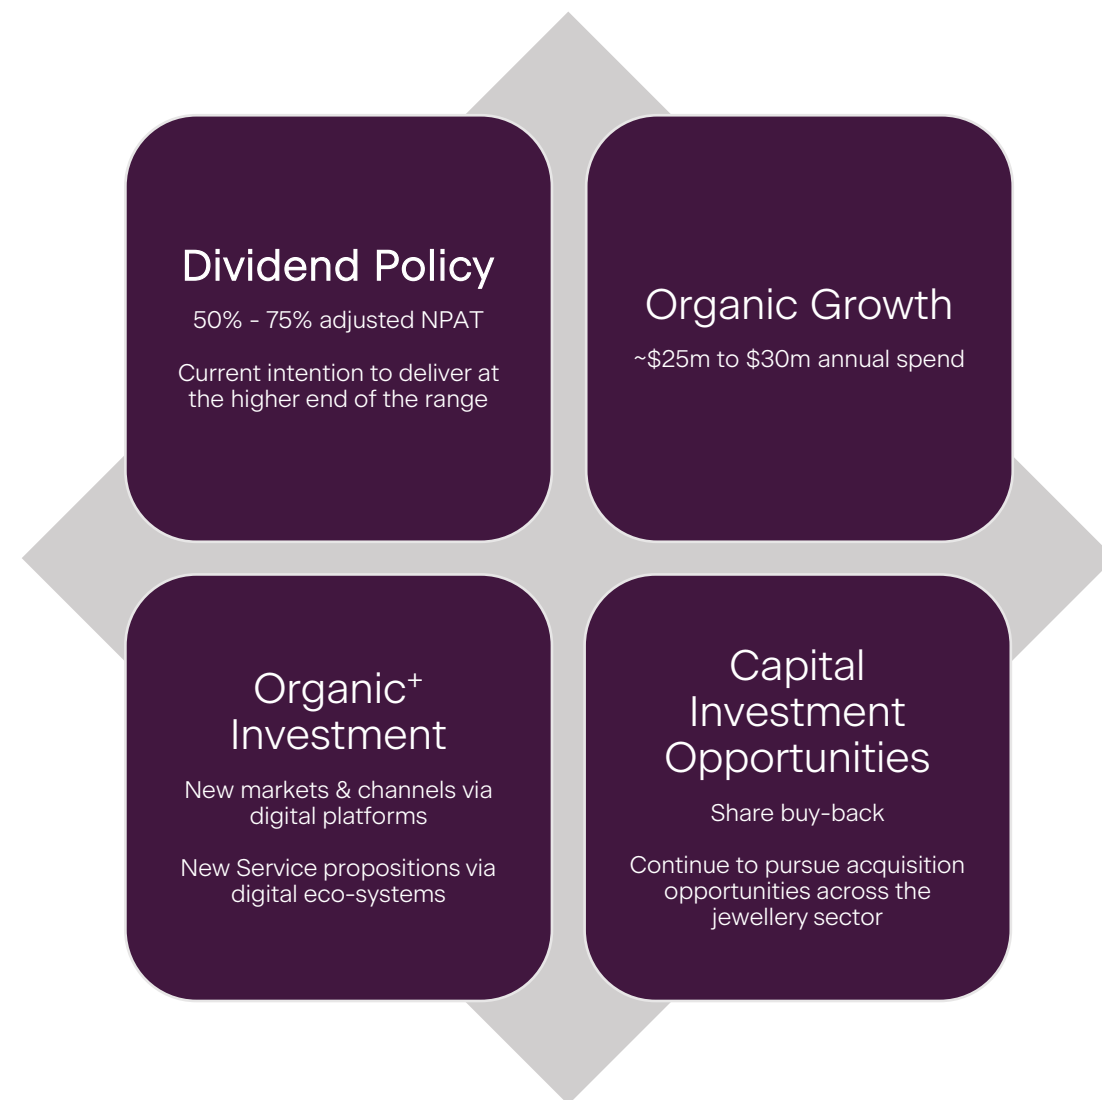 Dividend Policy
50% - 75% adjusted NPAT
Current intention to deliver at
the higher end of the range
Organic Growth
~$25m to $30m annual spend
Organic⁺
Investment
New markets & channels via
digital platforms
New Service propositions via
digital eco-systems
Capital
Investment
Opportunities
Share buy-back
Continue to pursue acquisition
opportunities across the
jewellery sector